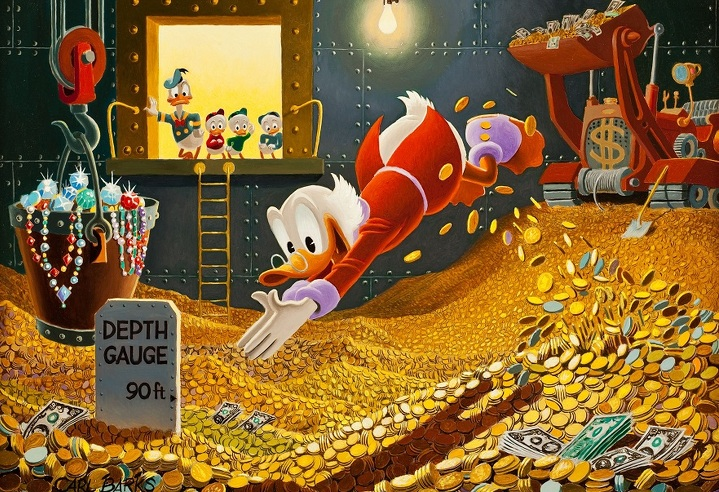 $
DEPTH
GAUGE
90 ft
CARL BARKS